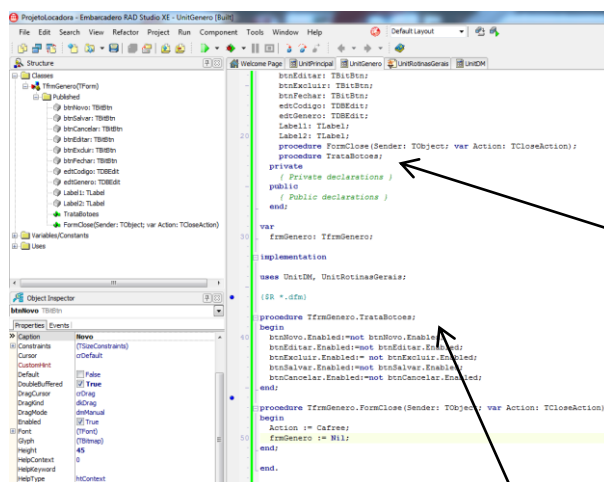 ProjetoLocadora - Embarcadero RAD Studio XE - UnitGenero [Built]
File Edit Search View Refactor Project Run Component Tools Window Help Default Layout
Structure
Classes
TfrmGenero(TForm)
Published
btnNovo: TBitBtn
btnSalvar: TBitBtn
btnCancelar: TBitBtn
btnEditar: TBitBtn
btnExcluir: TBitBtn
btnFechar: TBitBtn
edtCodigo: TDBEdit
edtGenero: TDBEdit
Label1: TLabel
Label2: TLabel
TrataBotoes
FormClose(Sender: TObject; var Action: TCloseAction)
Variables/Constants
Uses
Object Inspector
btnNovo TBitBtn
Properties Events
Caption Novo
Constraints (TSizeConstraints)
Cursor crDefault
CustomHint
Default False
DoubleBuffered True
DragCursor crDrag
DragKind dkDrag
DragMode dmManual
Enabled True
Font (TFont)
Glyph (TBitmap)
Height 45
HelpContext 0
HelpKeyword
HelpType htContext
Welcome Page UnitPrincipal UnitGenero UnitRotinasGerais UnitDM
btnEditar: TBitBtn;
btnExcluir: TBitBtn;
btnFechar: TBitBtn;
edtCodigo: TDBEdit;
edtGenero: TDBEdit;
Label1: TLabel;
20 Label2: TLabel;
procedure FormClose(Sender: TObject; var Action: TCloseAction);
procedure TrataBotoes;
private
{ Private declarations }
public
{ Public declarations }
end;
var
30 frmGenero: TfrmGenero;
implementation
uses UnitDM, UnitRotinasGerais;
{$R *.dfm}
procedure TfrmGenero.TrataBotoes;
begin
40 btnNovo.Enabled:=not btnNovo.Enabled;
btnEditar.Enabled:=not btnEditar.Enabled;
btnExcluir.Enabled:= not btnExcluir.Enabled;
btnSalvar.Enabled:=not btnSalvar.Enabled;
btnCancelar.Enabled:=not btnCancelar.Enabled;
end;
procedure TfrmGenero.FormClose(Sender: TObject; var Action: TCloseAction)
begin
Action := Cafree;
50 frmGenero := Nil;
end;
end.